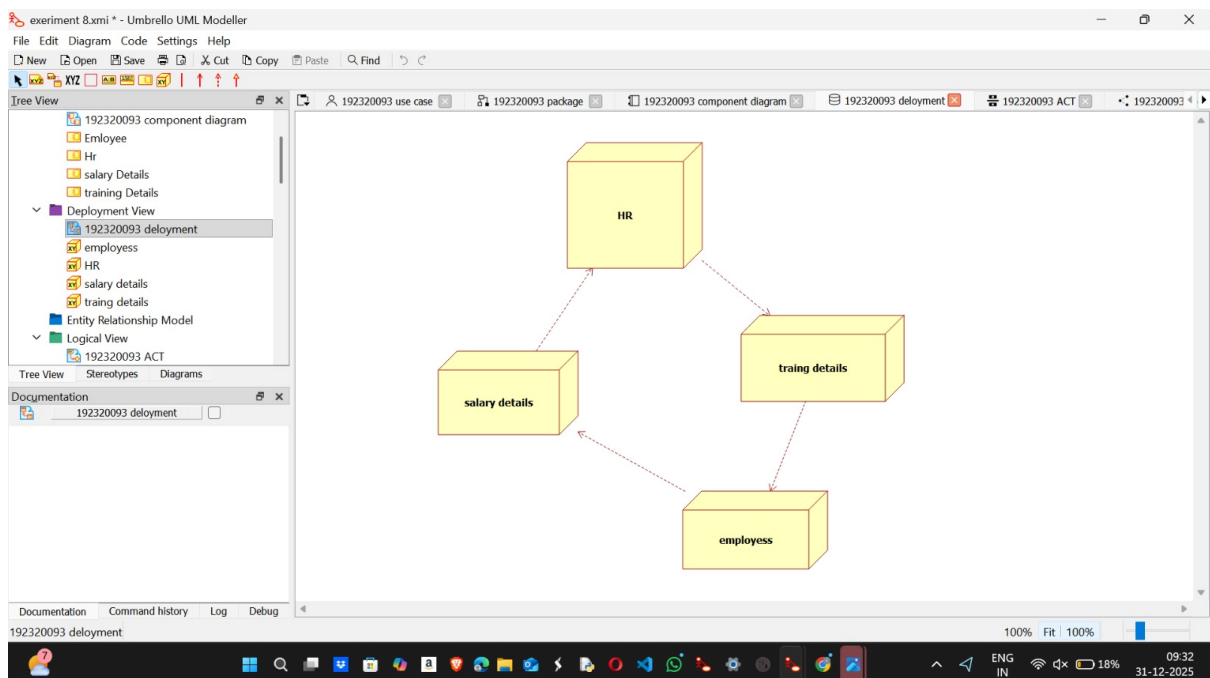 exeriment 8.xmi * - Umbrello UML Modeller
File Edit Diagram Code Settings Help
New Open Save Cut Copy Paste Find
XYZ
Tree View
192320093 use case 192320093 package 192320093 component diagram 192320093 deloyment 192320093 ACT 192320093
192320093 component diagram
Emloyee
Hr
salary Details
training Details
Deployment View
192320093 deloyment
employess
HR
salary details
traing details
Entity Relationship Model
Logical View
192320093 ACT
Tree View Stereotypes Diagrams
Documentation
192320093 deloyment
HR
traing details
salary details
employess
Documentation Command history Log Debug
192320093 deloyment
100% Fit 100%
7
ENG
IN
18%
09:32
31-12-2025